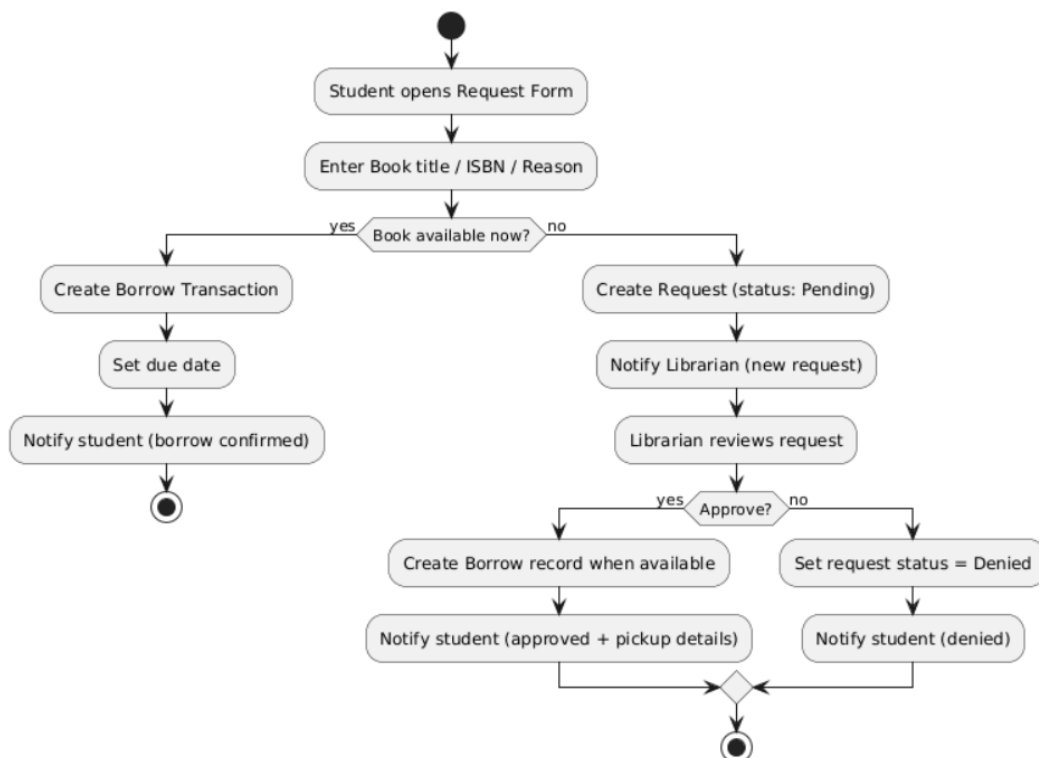 Student opens Request Form
Enter Book title / ISBN / Reason
yes
Book available now?
no
Create Borrow Transaction
Set due date
Notify student (borrow confirmed)
Create Request (status: Pending)
Notify Librarian (new request)
Librarian reviews request
yes
Approve?
no
Create Borrow record when available
Notify student (approved + pickup details)
Set request status = Denied
Notify student (denied)